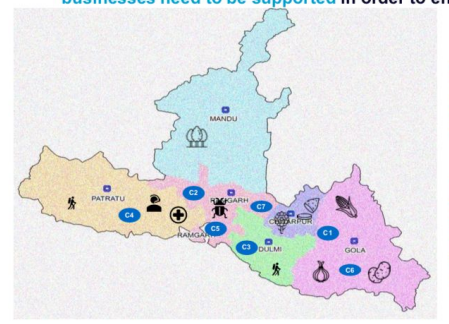 businesses need to be supported in order to en
MANDU
PATRATU
C2
C4
C7
C5
C1
C3
DULMI
GOLA
C6